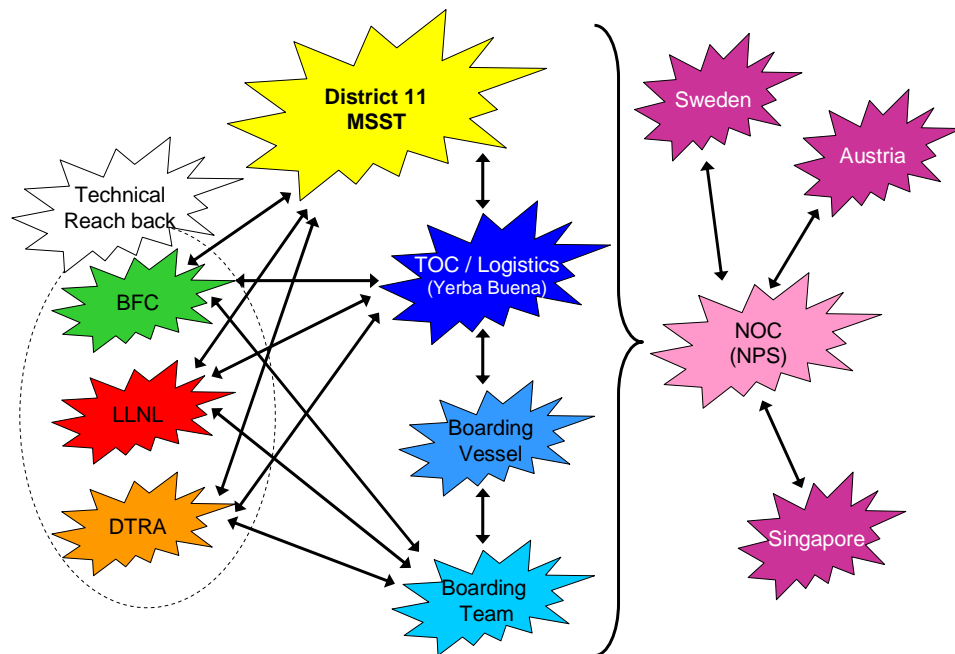 District 11
MSST
Technical
Reach back
BFC
LLNL
DTRA
TOC / Logistics
(Yerba Buena)
Boarding
Vessel
Boarding
Team
Sweden
Austria
NOC
(NPS)
Singapore